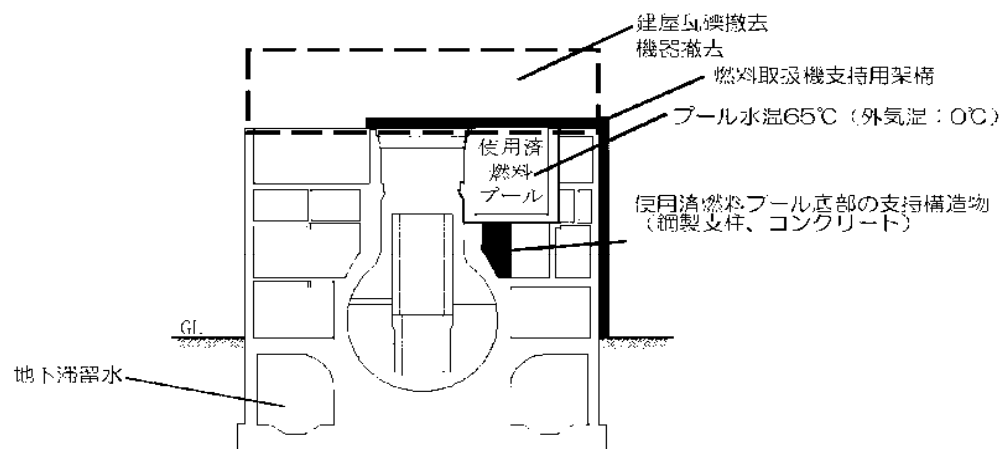 建屋瓦礫撤去
機器撤去
燃料取扱機支持用架構
プール水温65℃（外気温：0℃）
使用済
燃料
プール
使用済燃料プール底部の支持構造物
（鋼製支柱、コンクリート）
GL
地下滞留水